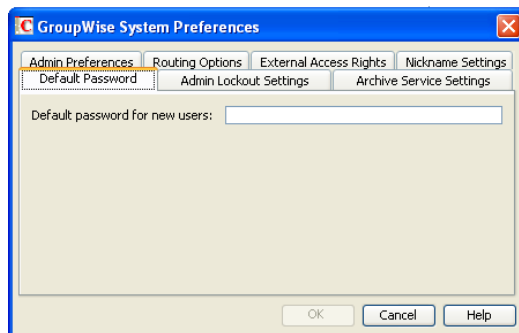 GroupWise System Preferences
Admin Preferences Routing Options External Access Rights Nickname Settings
Default Password Admin Lockout Settings Archive Service Settings
Default password for new users:
OK Cancel Help